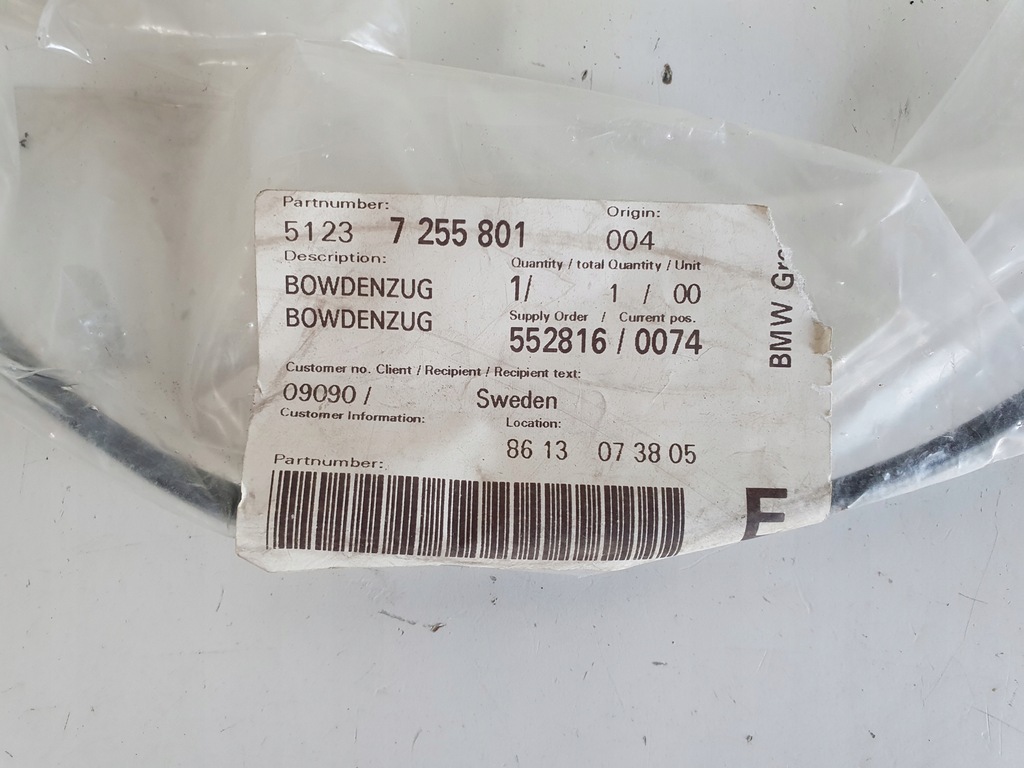 Partnumber: Origin:
5123 7 255 801 004
Description: Quantity / total Quantity / Unit
BOWDENZUG 1/ 1 / 00
BOWDENZUG Supply Order / Current pos.
552816 / 0074
Customer no. Client / Recipient / Recipient text:
09090 / Sweden
Customer Information: Location:
86 13 07 38 05
Partnumber:
BMW